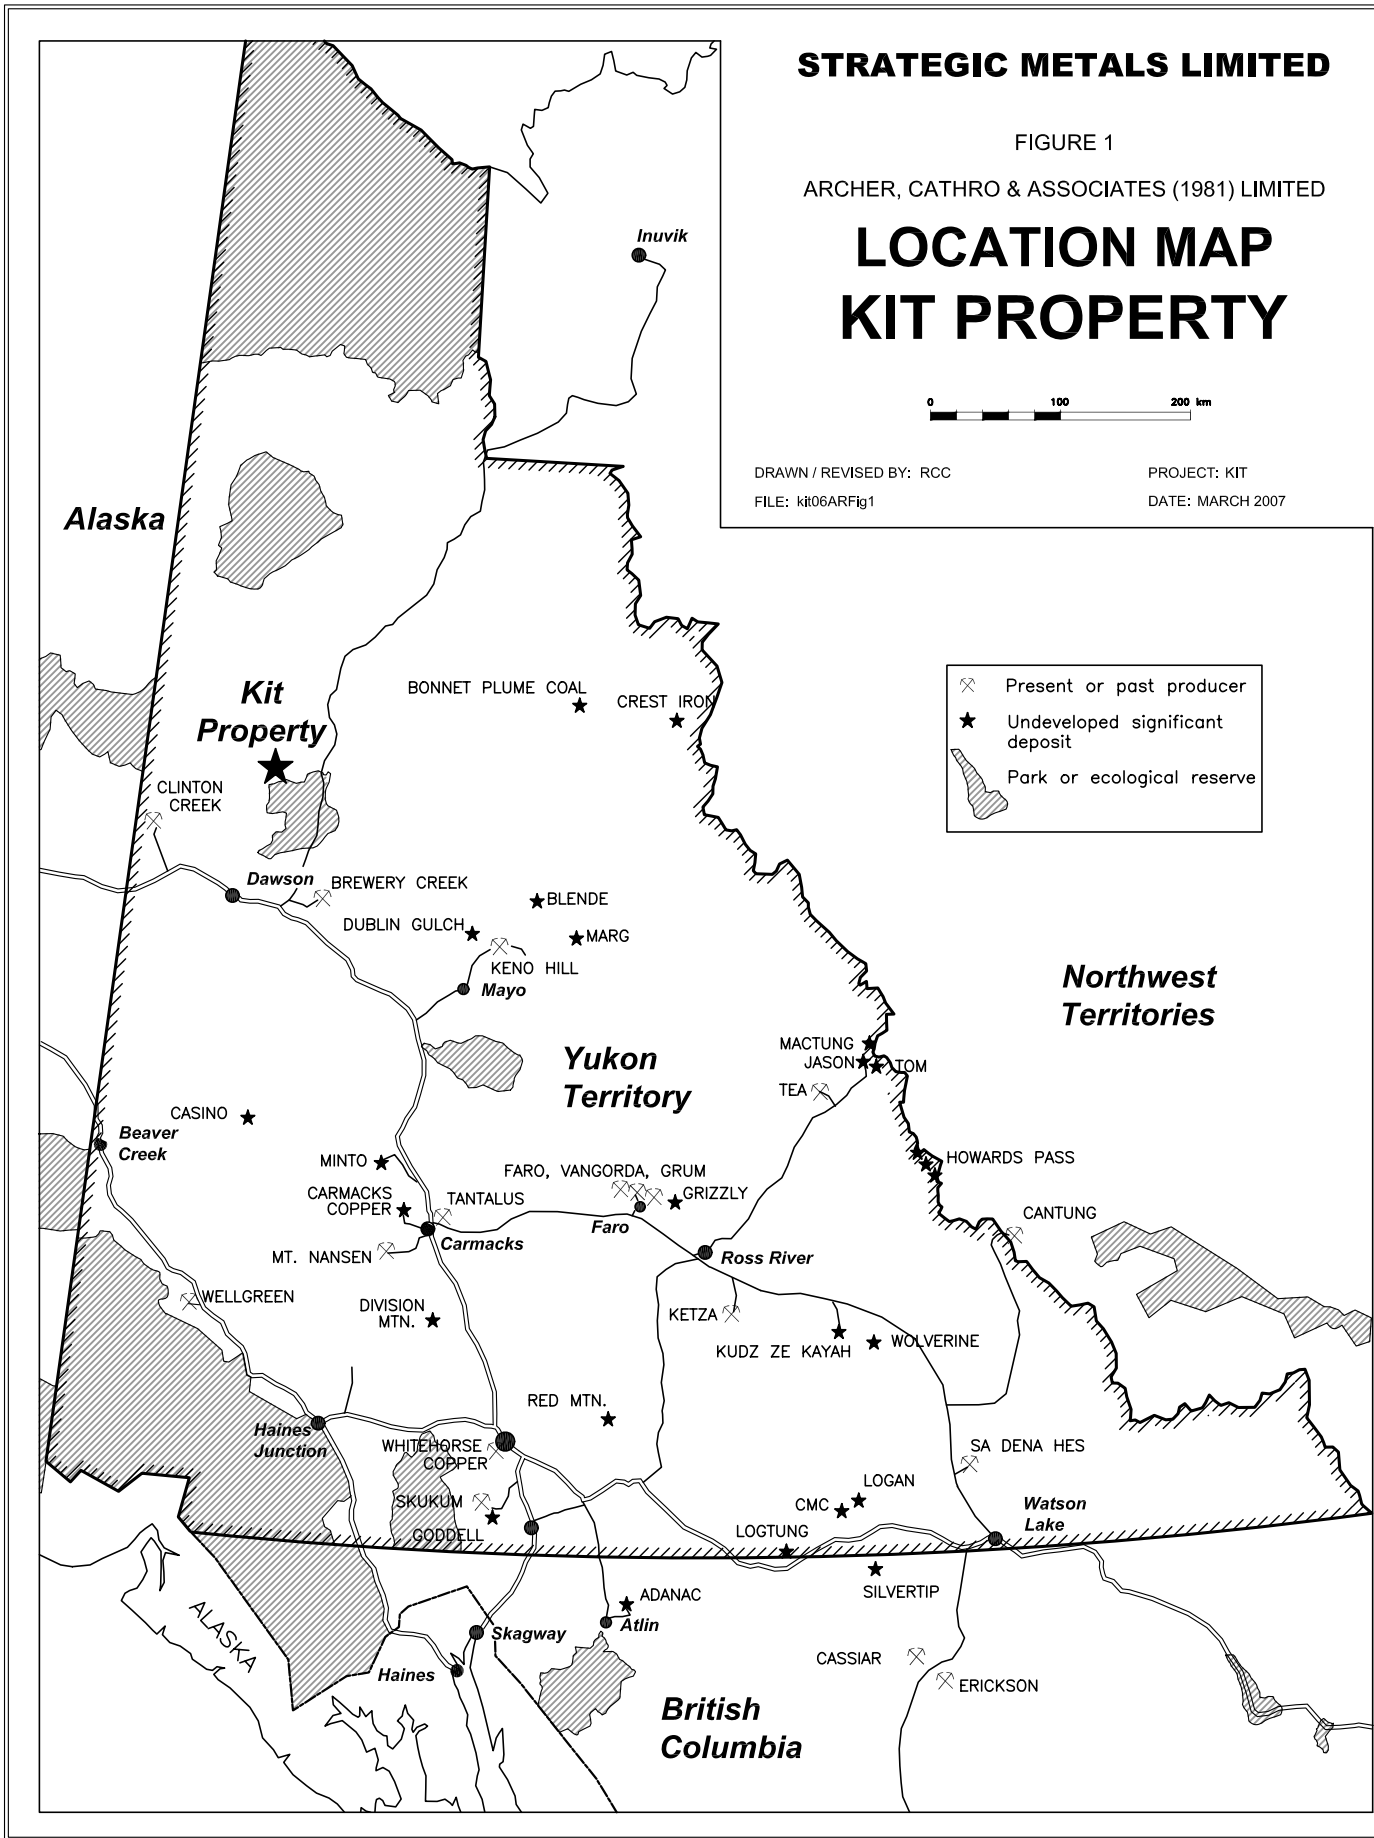 STRATEGIC METALS LIMITED
FIGURE 1
ARCHER, CATHRO & ASSOCIATES (1981) LIMITED
LOCATION MAP
KIT PROPERTY
0 100 200 km
DRAWN / REVISED BY: RCC
PROJECT: KIT
FILE: kit06ARFig1
DATE: MARCH 2007
Inuvik
Alaska
Present or past producer
Undeveloped significant
deposit
Park or ecological reserve
Kit
Property
BONNET PLUME COAL
CREST IRON
CLINTON
CREEK
Dawson
BREWERY CREEK
BLENDE
DUBLIN GULCH
MARG
KENO HILL
Mayo
Northwest
Territories
Yukon
Territory
MACTUNG
JASON
TOM
TEA
CASINO
Beaver
Creek
MINTO
HOWARDS PASS
FARO, VANGORDA, GRUM
GRIZZLY
CARMACKS
COPPER
TANTALUS
CANTUNG
Faro
Carmacks
Ross River
MT. NANSEN
WELLGREEN
DIVISION
MTN.
KETZA
KUDZ ZE KAYAH
WOLVERINE
RED MTN.
Haines
Junction
WHITEHORSE
COPPER
SA DENA HES
SKUKUM
GODDELL
LOGAN
CMC
Watson
Lake
LOGTUNG
SILVERTIP
ADANAC
Atlin
ALASKA
Skagway
Haines
CASSIAR
ERICKSON
British
Columbia